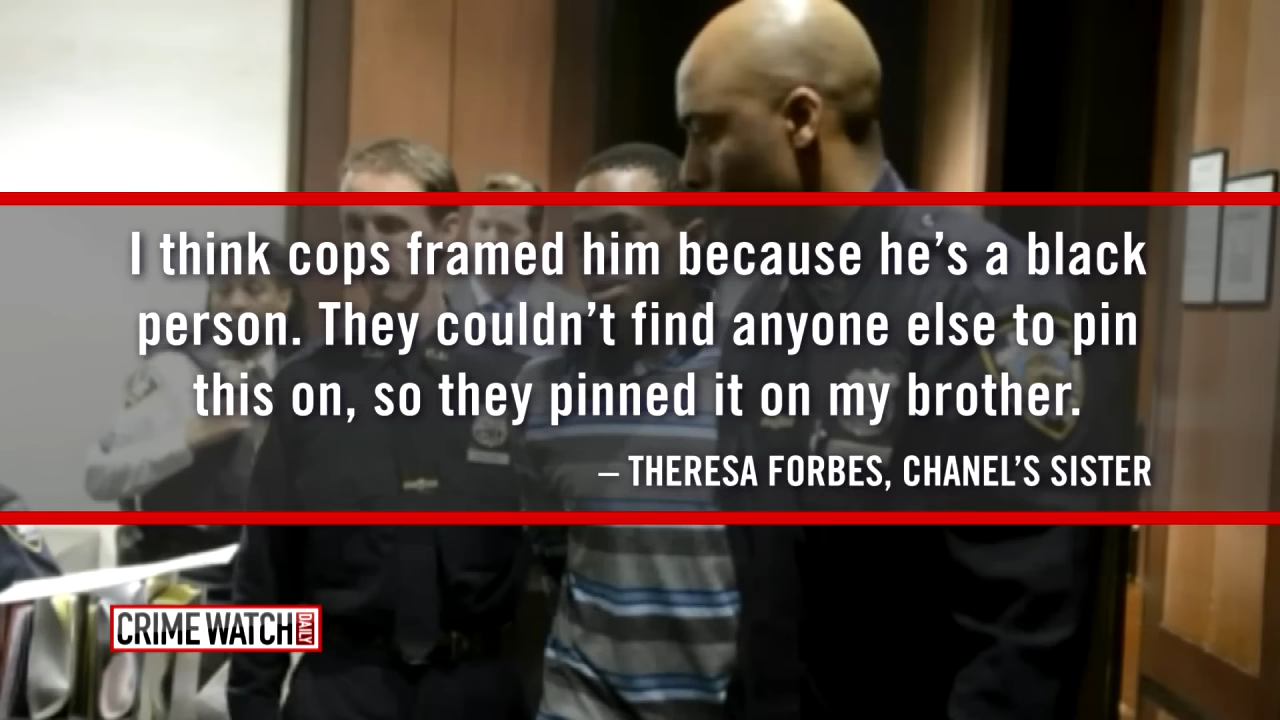 I think cops framed him because he's a black
person. They couldn't find anyone else to pin
this on, so they pinned it on my brother.
– THERESA FORBES, CHANEL'S SISTER
CRIME WATCH DAILY